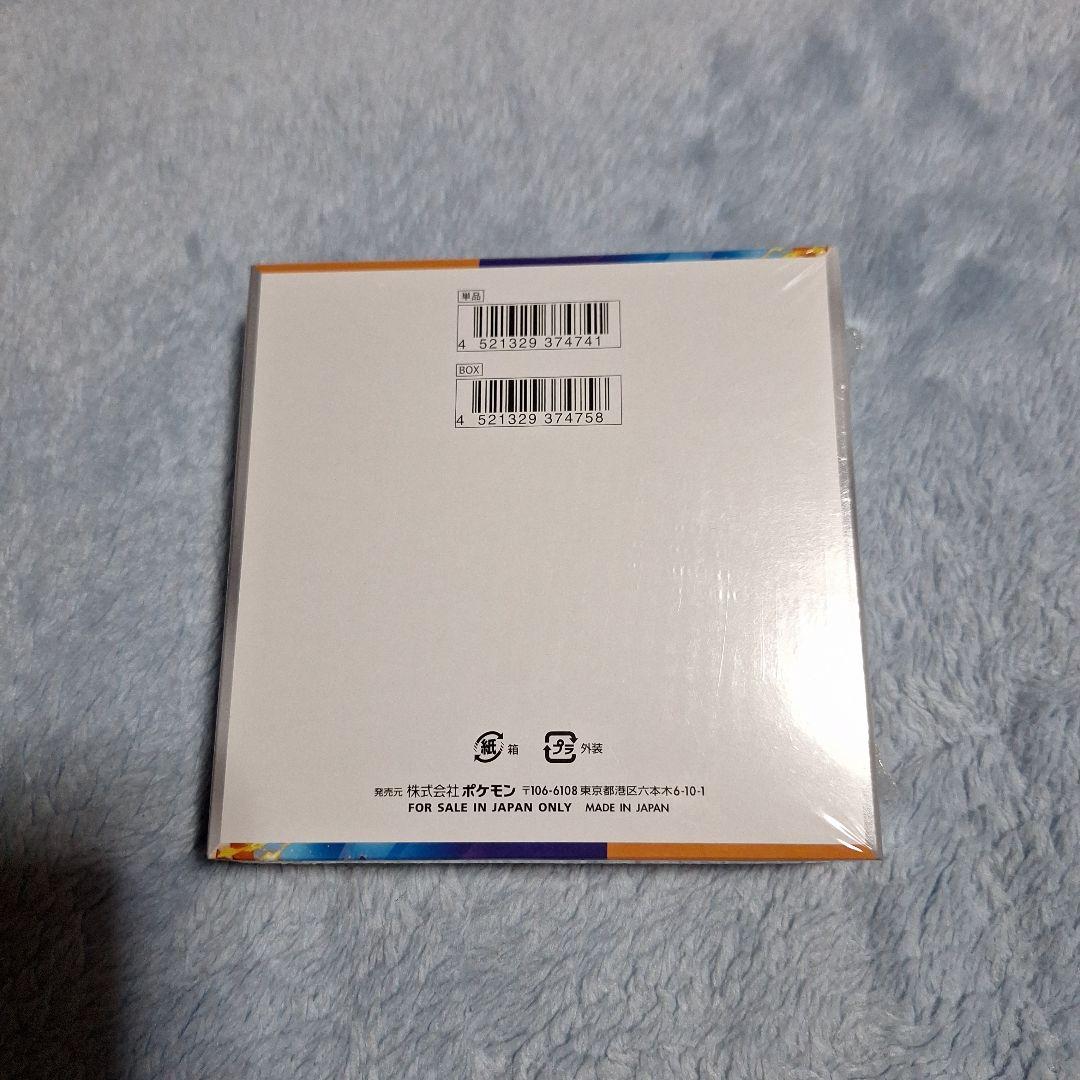 単品
4 521329 374741
BOX
4 521329 374758
紙 箱 プラ 外装
発売元 株式会社 ポケモン 〒106-6108 東京都港区六本木6-10-1
FOR SALE IN JAPAN ONLY MADE IN JAPAN